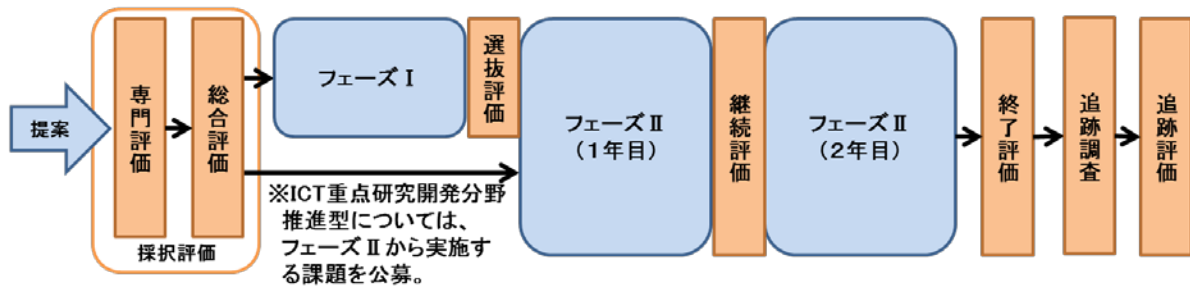 提案
専門評価
総合評価
採択評価
フェーズⅠ
選抜評価
※ICT重点研究開発分野
推進型については、
フェーズⅡから実施す
る課題を公募。
フェーズⅡ
(1年目)
継続評価
フェーズⅡ
(2年目)
終了評価
追跡調査
追跡評価